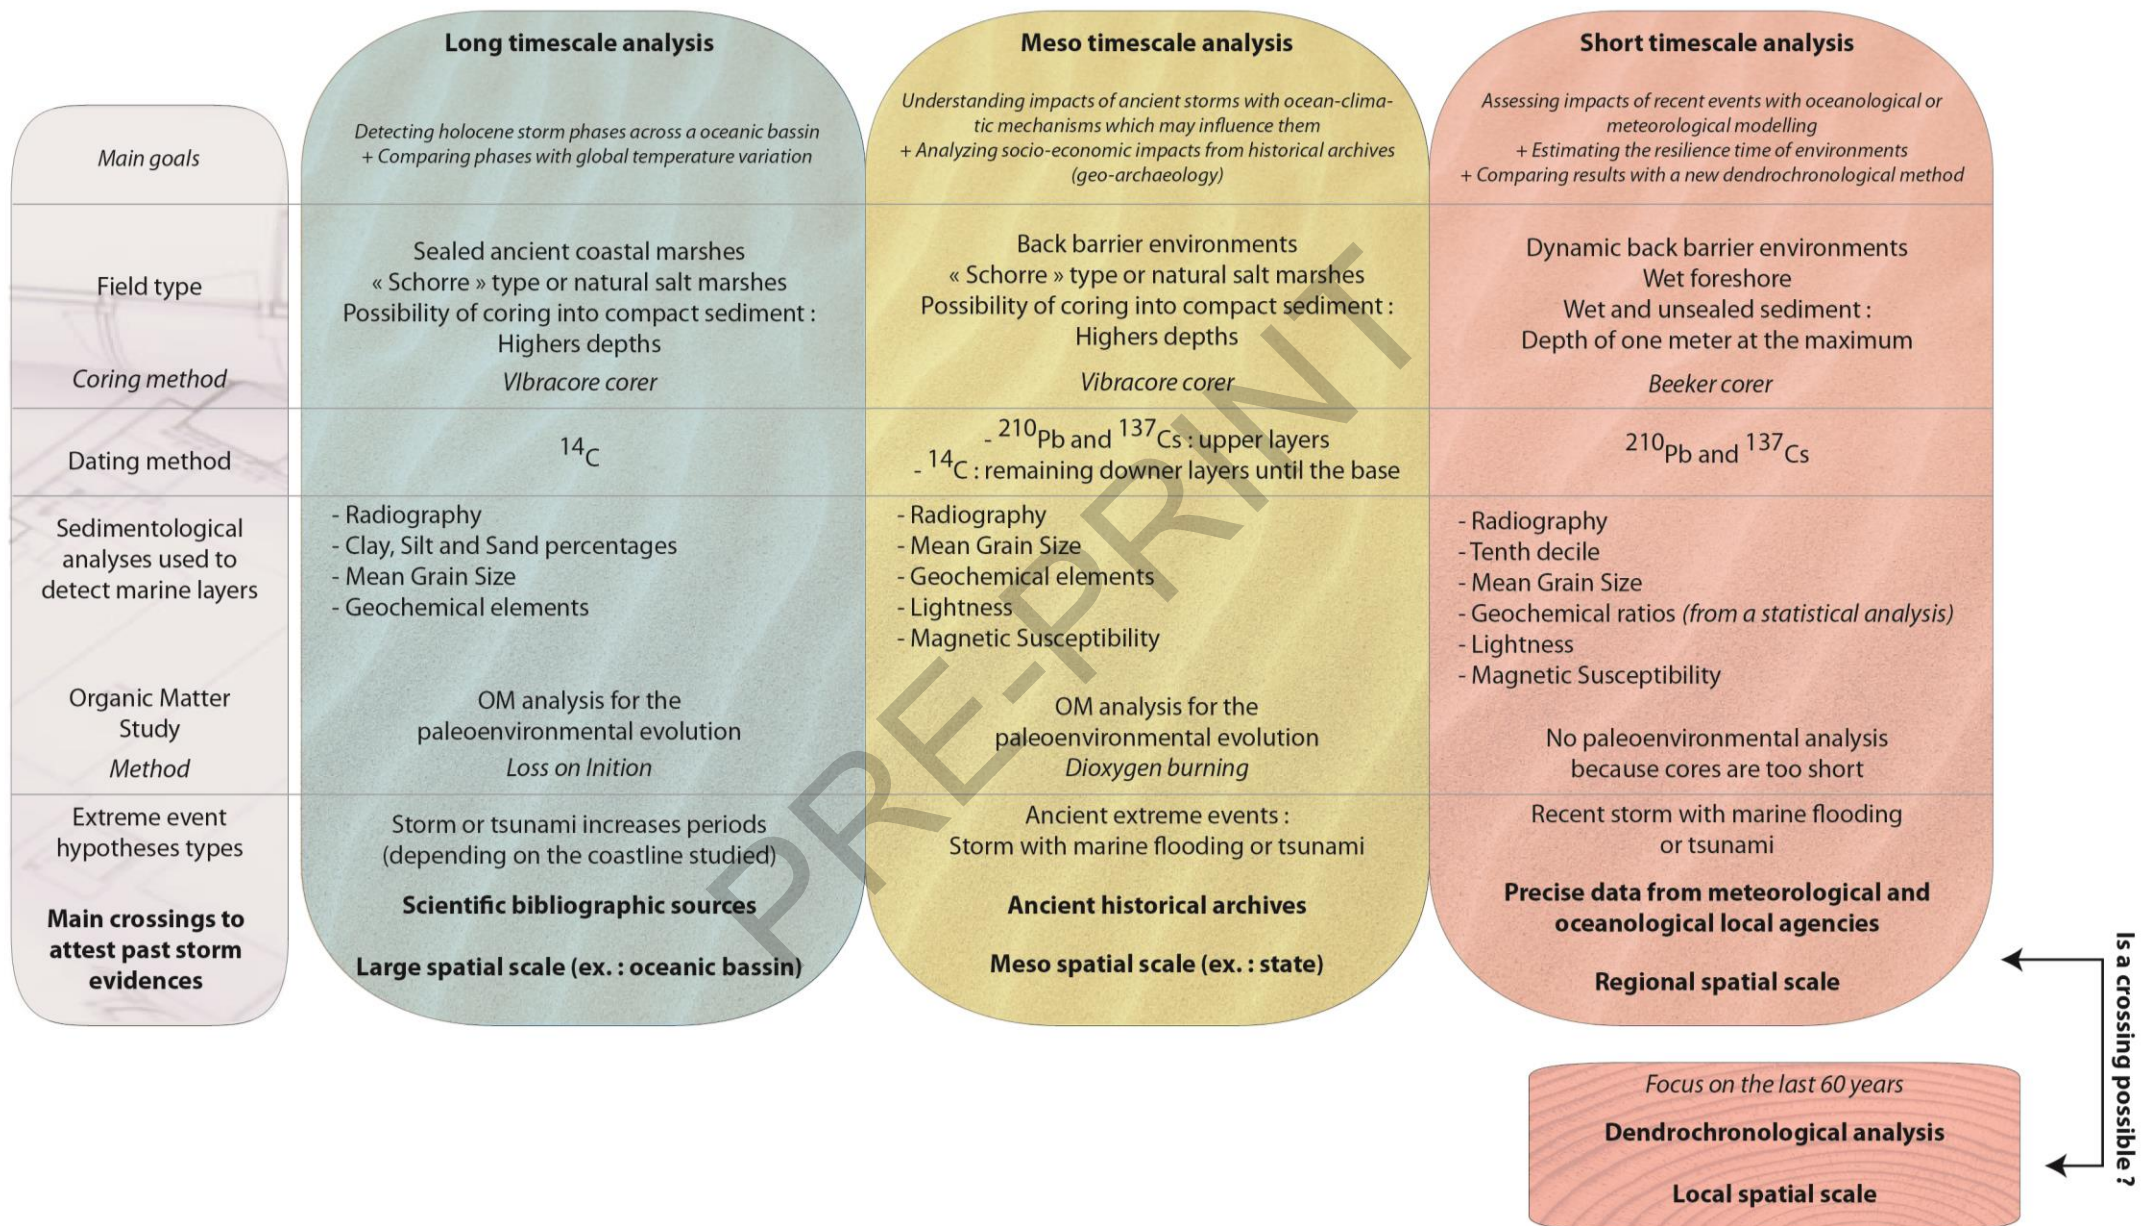 Long timescale analysis
Meso timescale analysis
Short timescale analysis
Main goals
Detecting holocene storm phases across a oceanic bassin
+ Comparing phases with global temperature variation
Understanding impacts of ancient storms with ocean-clima-
tic mechanisms which may influence them
+ Analyzing socio-economic impacts from historical archives
(geo-archaeology)
Assessing impacts of recent events with oceanological or
meteorological modelling
+ Estimating the resilience time of environments
+ Comparing results with a new dendrochronological method
Field type
Sealed ancient coastal marshes
« Schorre » type or natural salt marshes
Possibility of coring into compact sediment :
Highers depths
Back barrier environments
« Schorre » type or natural salt marshes
Possibility of coring into compact sediment :
Highers depths
Dynamic back barrier environments
Wet foreshore
Wet and unsealed sediment :
Depth of one meter at the maximum
Coring method
VIbracore corer
Vibracore corer
Beeker corer
Dating method
14C
- 210Pb and 137Cs : upper layers
- 14C : remaining downer layers until the base
210Pb and 137Cs
Sedimentological
analyses used to
detect marine layers
- Radiography
- Clay, Silt and Sand percentages
- Mean Grain Size
- Geochemical elements
- Radiography
- Mean Grain Size
- Geochemical elements
- Lightness
- Magnetic Susceptibility
- Radiography
- Tenth decile
- Mean Grain Size
- Geochemical ratios (from a statistical analysis)
- Lightness
- Magnetic Susceptibility
Organic Matter
Study
Method
OM analysis for the
paleoenvironmental evolution
Loss on Inition
OM analysis for the
paleoenvironmental evolution
Dioxygen burning
No paleoenvironmental analysis
because cores are too short
Extreme event
hypotheses types
Storm or tsunami increases periods
(depending on the coastline studied)
Ancient extreme events :
Storm with marine flooding or tsunami
Recent storm with marine flooding
or tsunami
Main crossings to
attest past storm
evidences
Scientific bibliographic sources
Large spatial scale (ex. : oceanic bassin)
Ancient historical archives
Meso spatial scale (ex. : state)
Precise data from meteorological and
oceanological local agencies
Regional spatial scale
Is a crossing possible ?
Focus on the last 60 years
Dendrochronological analysis
Local spatial scale
PRE-PRINT